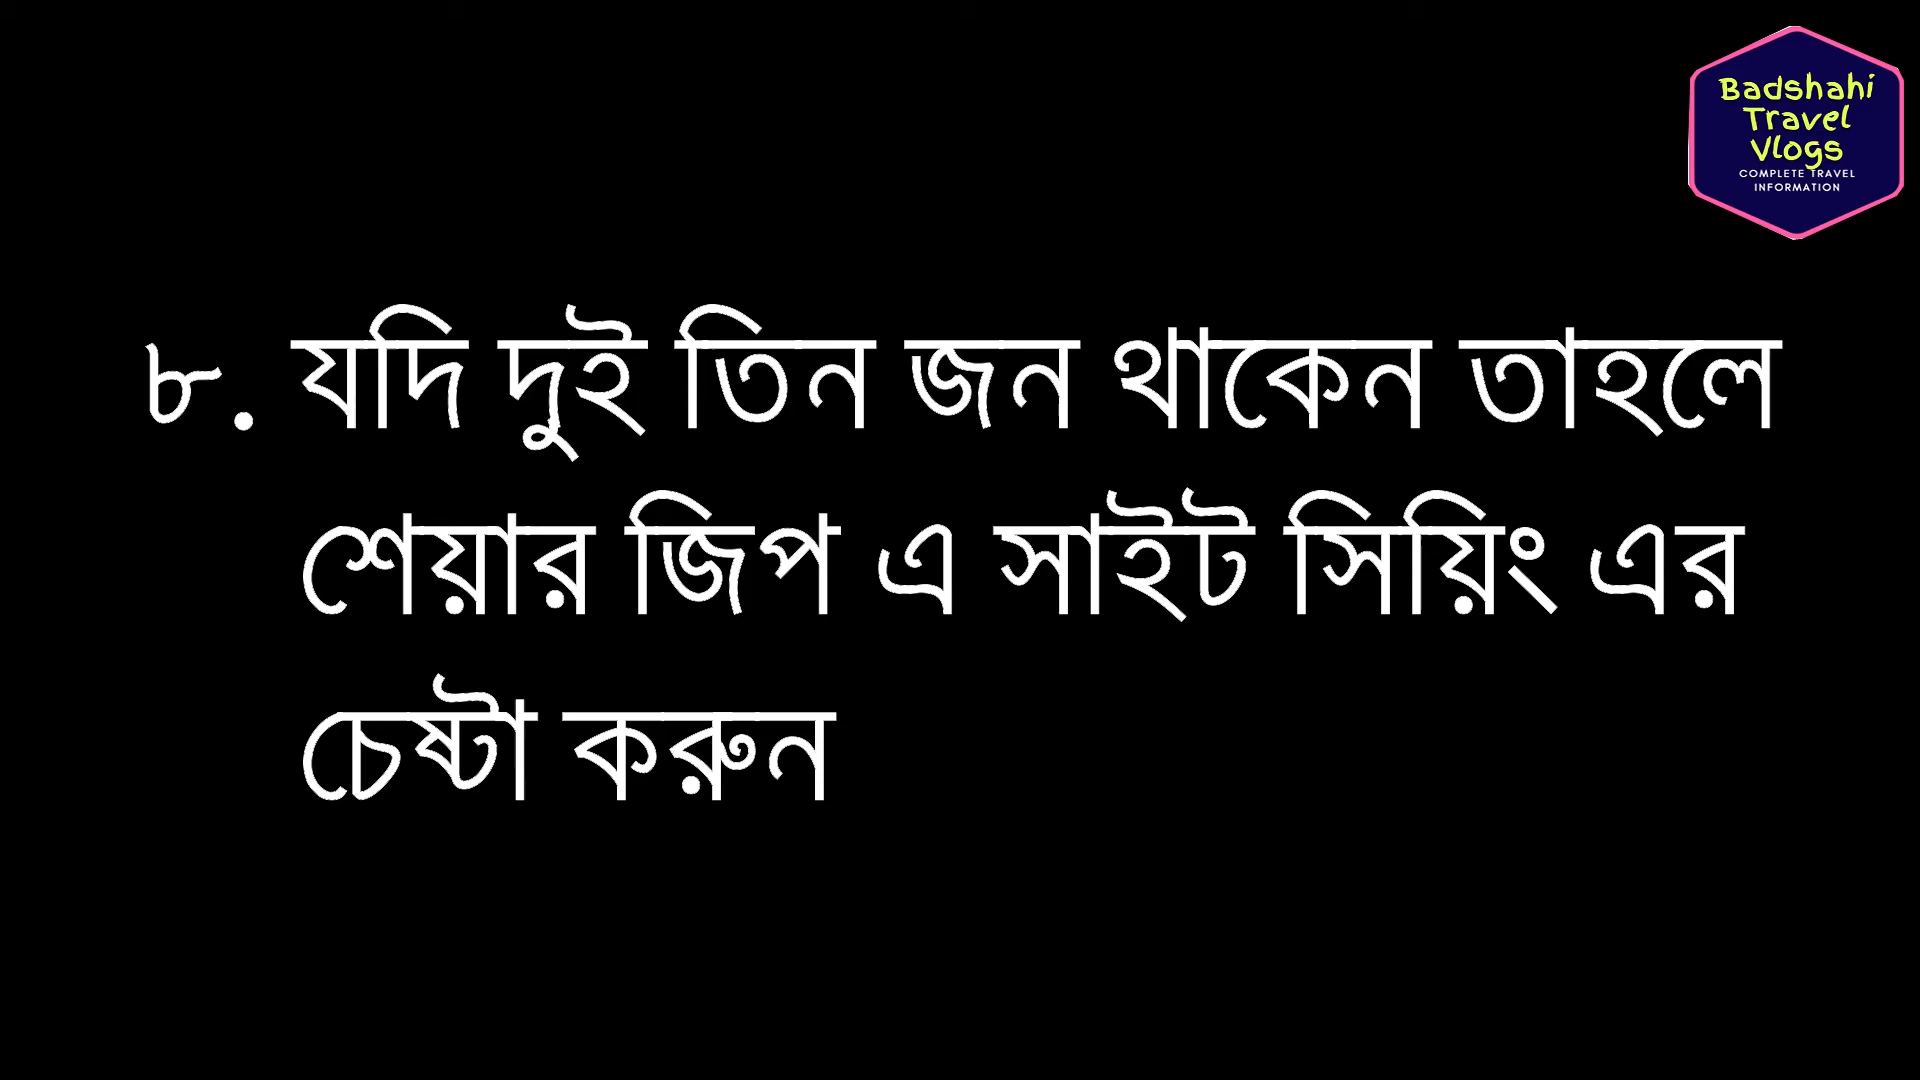 Badshahi
Travel
Vlogs
COMPLETE TRAVEL
INFORMATION
৮. যদি দুই তিন জন থাকেন তাহলে
শেয়ার জিপ এ সাইট সিয়িং এর
চেষ্টা করুন